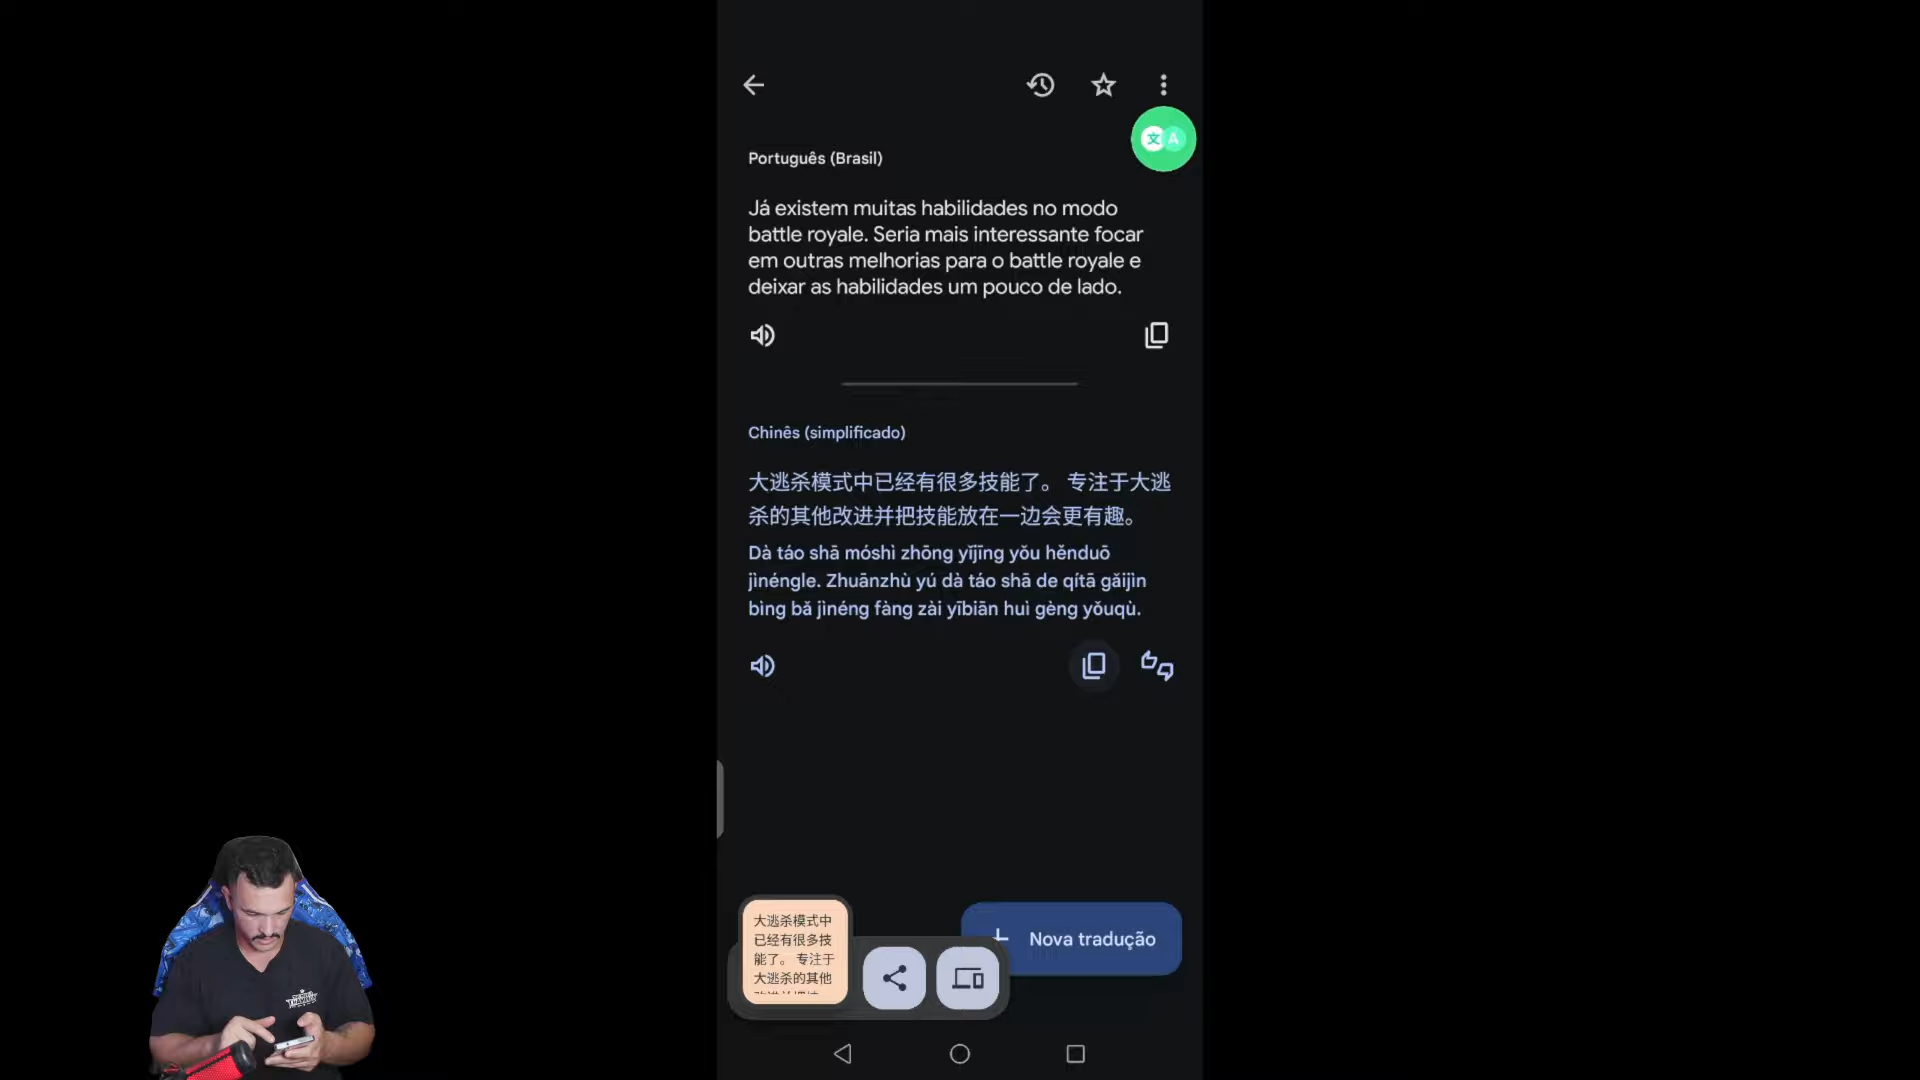 Português (Brasil)
Já existem muitas habilidades no modo
battle royale. Seria mais interessante focar
em outras melhorias para o battle royale e
deixar as habilidades um pouco de lado.
Chinês (simplificado)
大逃杀模式中已经有很多技能了。 专注于大逃
杀的其他改进并把技能放在一边会更有趣。
Dà táo shā móshì zhōng yǐjīng yǒu hěnduō
jìnéngle. Zhuānzhù yú dà táo shā de qítā gǎijìn
bìng bǎ jìnéng fàng zài yībiān huì gèng yǒuqù.
大逃杀模式中
已经有很多技
能了。 专注于
大逃杀的其他
Nova tradução